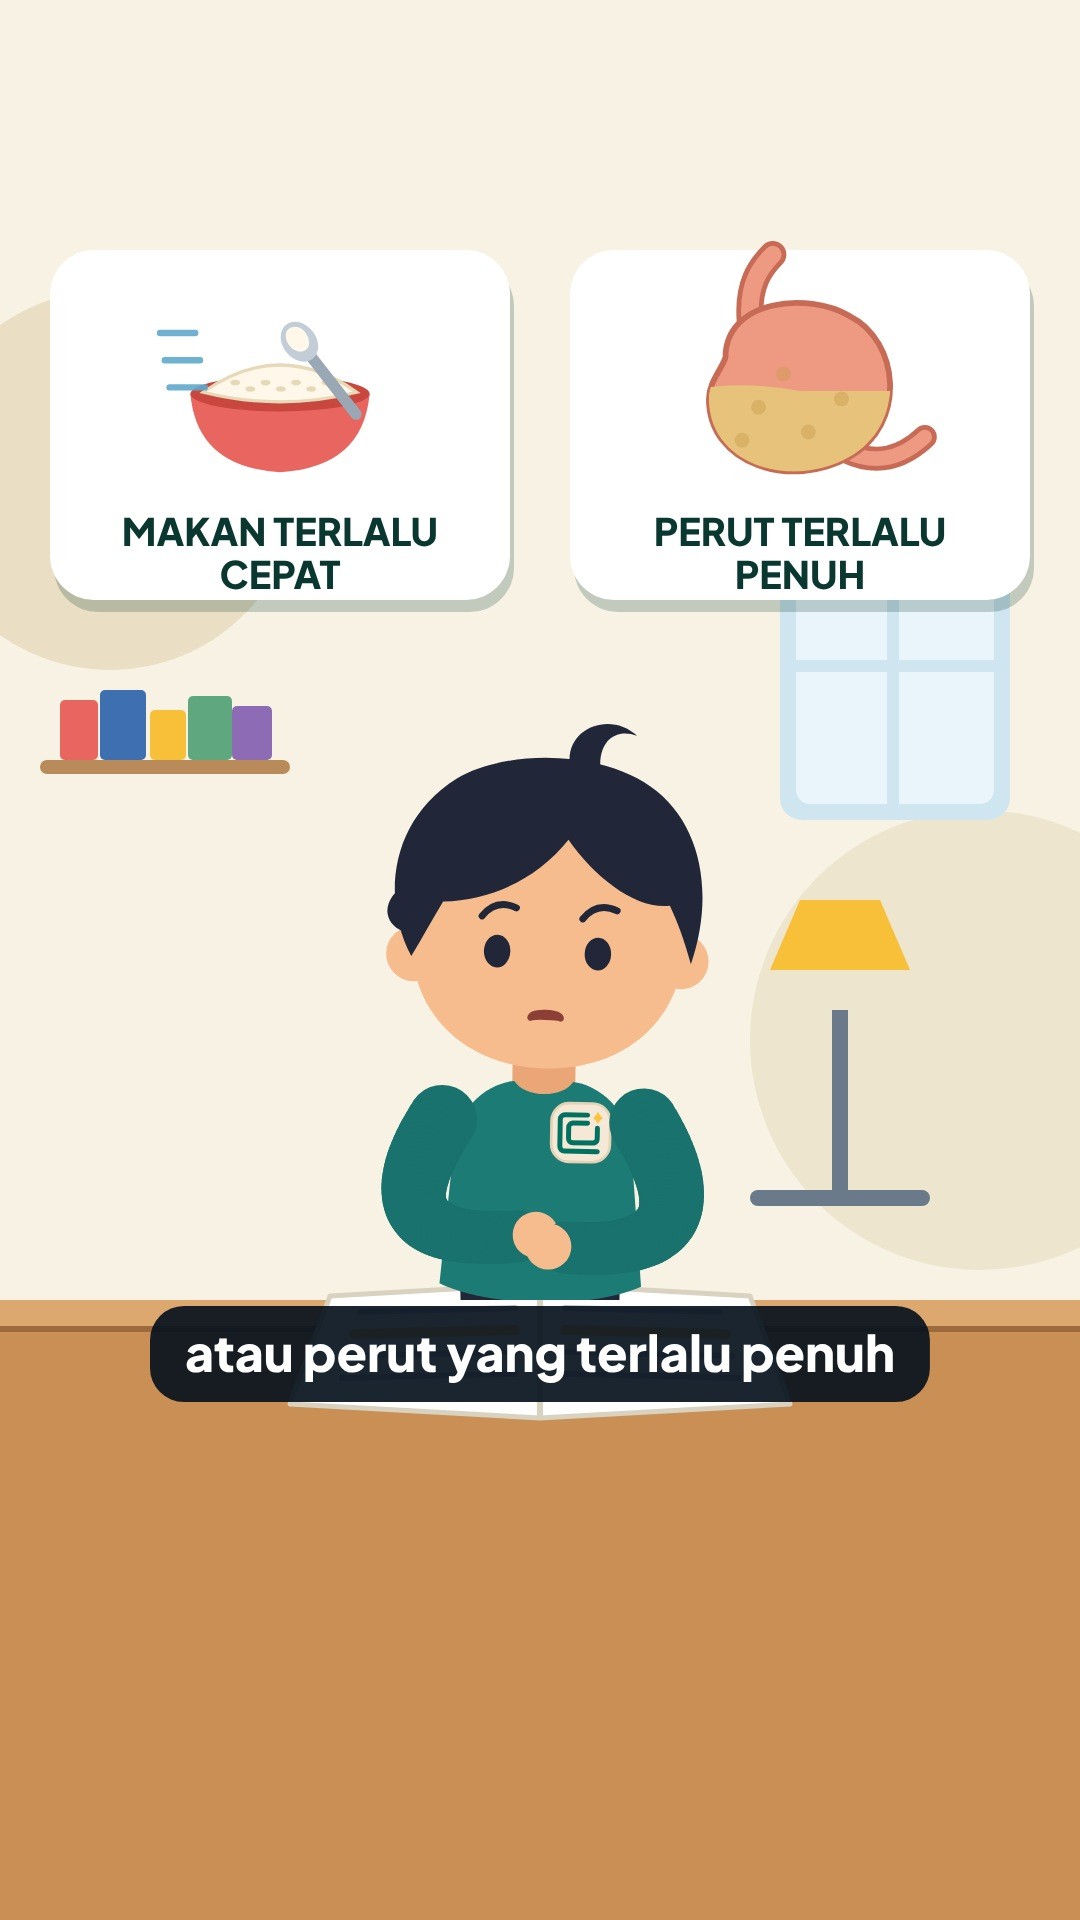 MAKAN TERLALU
CEPAT
PERUT TERLALU
PENUH
atau perut yang terlalu penuh